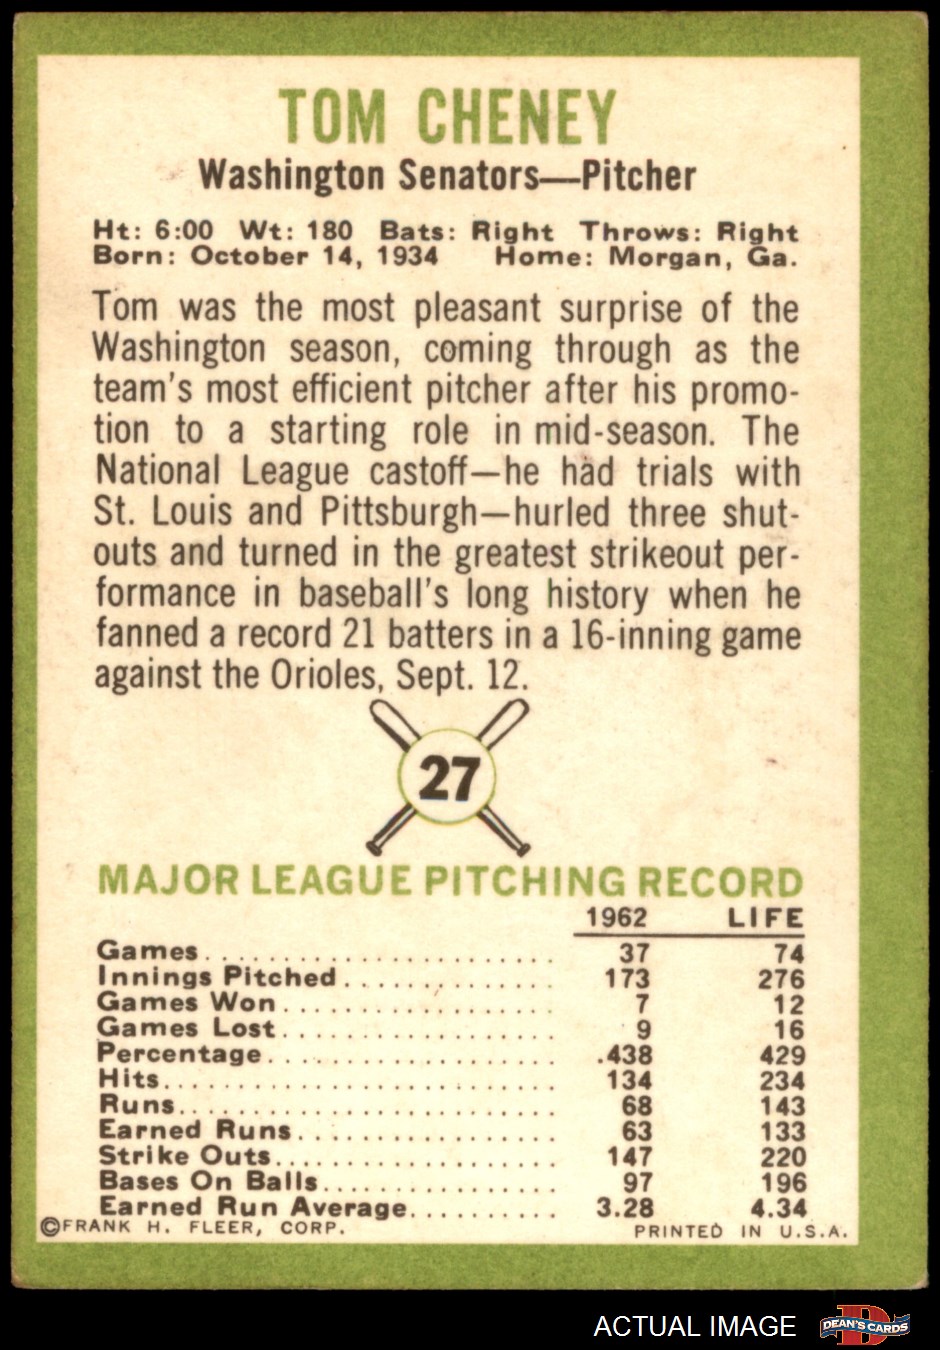 TOM CHENEY
Washington Senators—Pitcher
Ht: 6:00 Wt: 180 Bats: Right Throws: Right
Born: October 14, 1934 Home: Morgan, Ga.
Tom was the most pleasant surprise of the
Washington season, coming through as the
team's most efficient pitcher after his promo-
tion to a starting role in mid-season. The
National League castoff—he had trials with
St. Louis and Pittsburgh—hurled three shut-
outs and turned in the greatest strikeout per-
formance in baseball's long history when he
fanned a record 21 batters in a 16-inning game
against the Orioles, Sept. 12.
27
MAJOR LEAGUE PITCHING RECORD
1962 LIFE
Games 37 74
Innings Pitched 173 276
Games Won 7 12
Games Lost 9 16
Percentage .438 429
Hits 134 234
Runs 68 143
Earned Runs 63 133
Strike Outs 147 220
Bases On Balls 97 196
Earned Run Average 3.28 4.34
©FRANK H. FLEER, CORP. PRINTED IN U.S.A.
ACTUAL IMAGE D DEAN'S CARDS